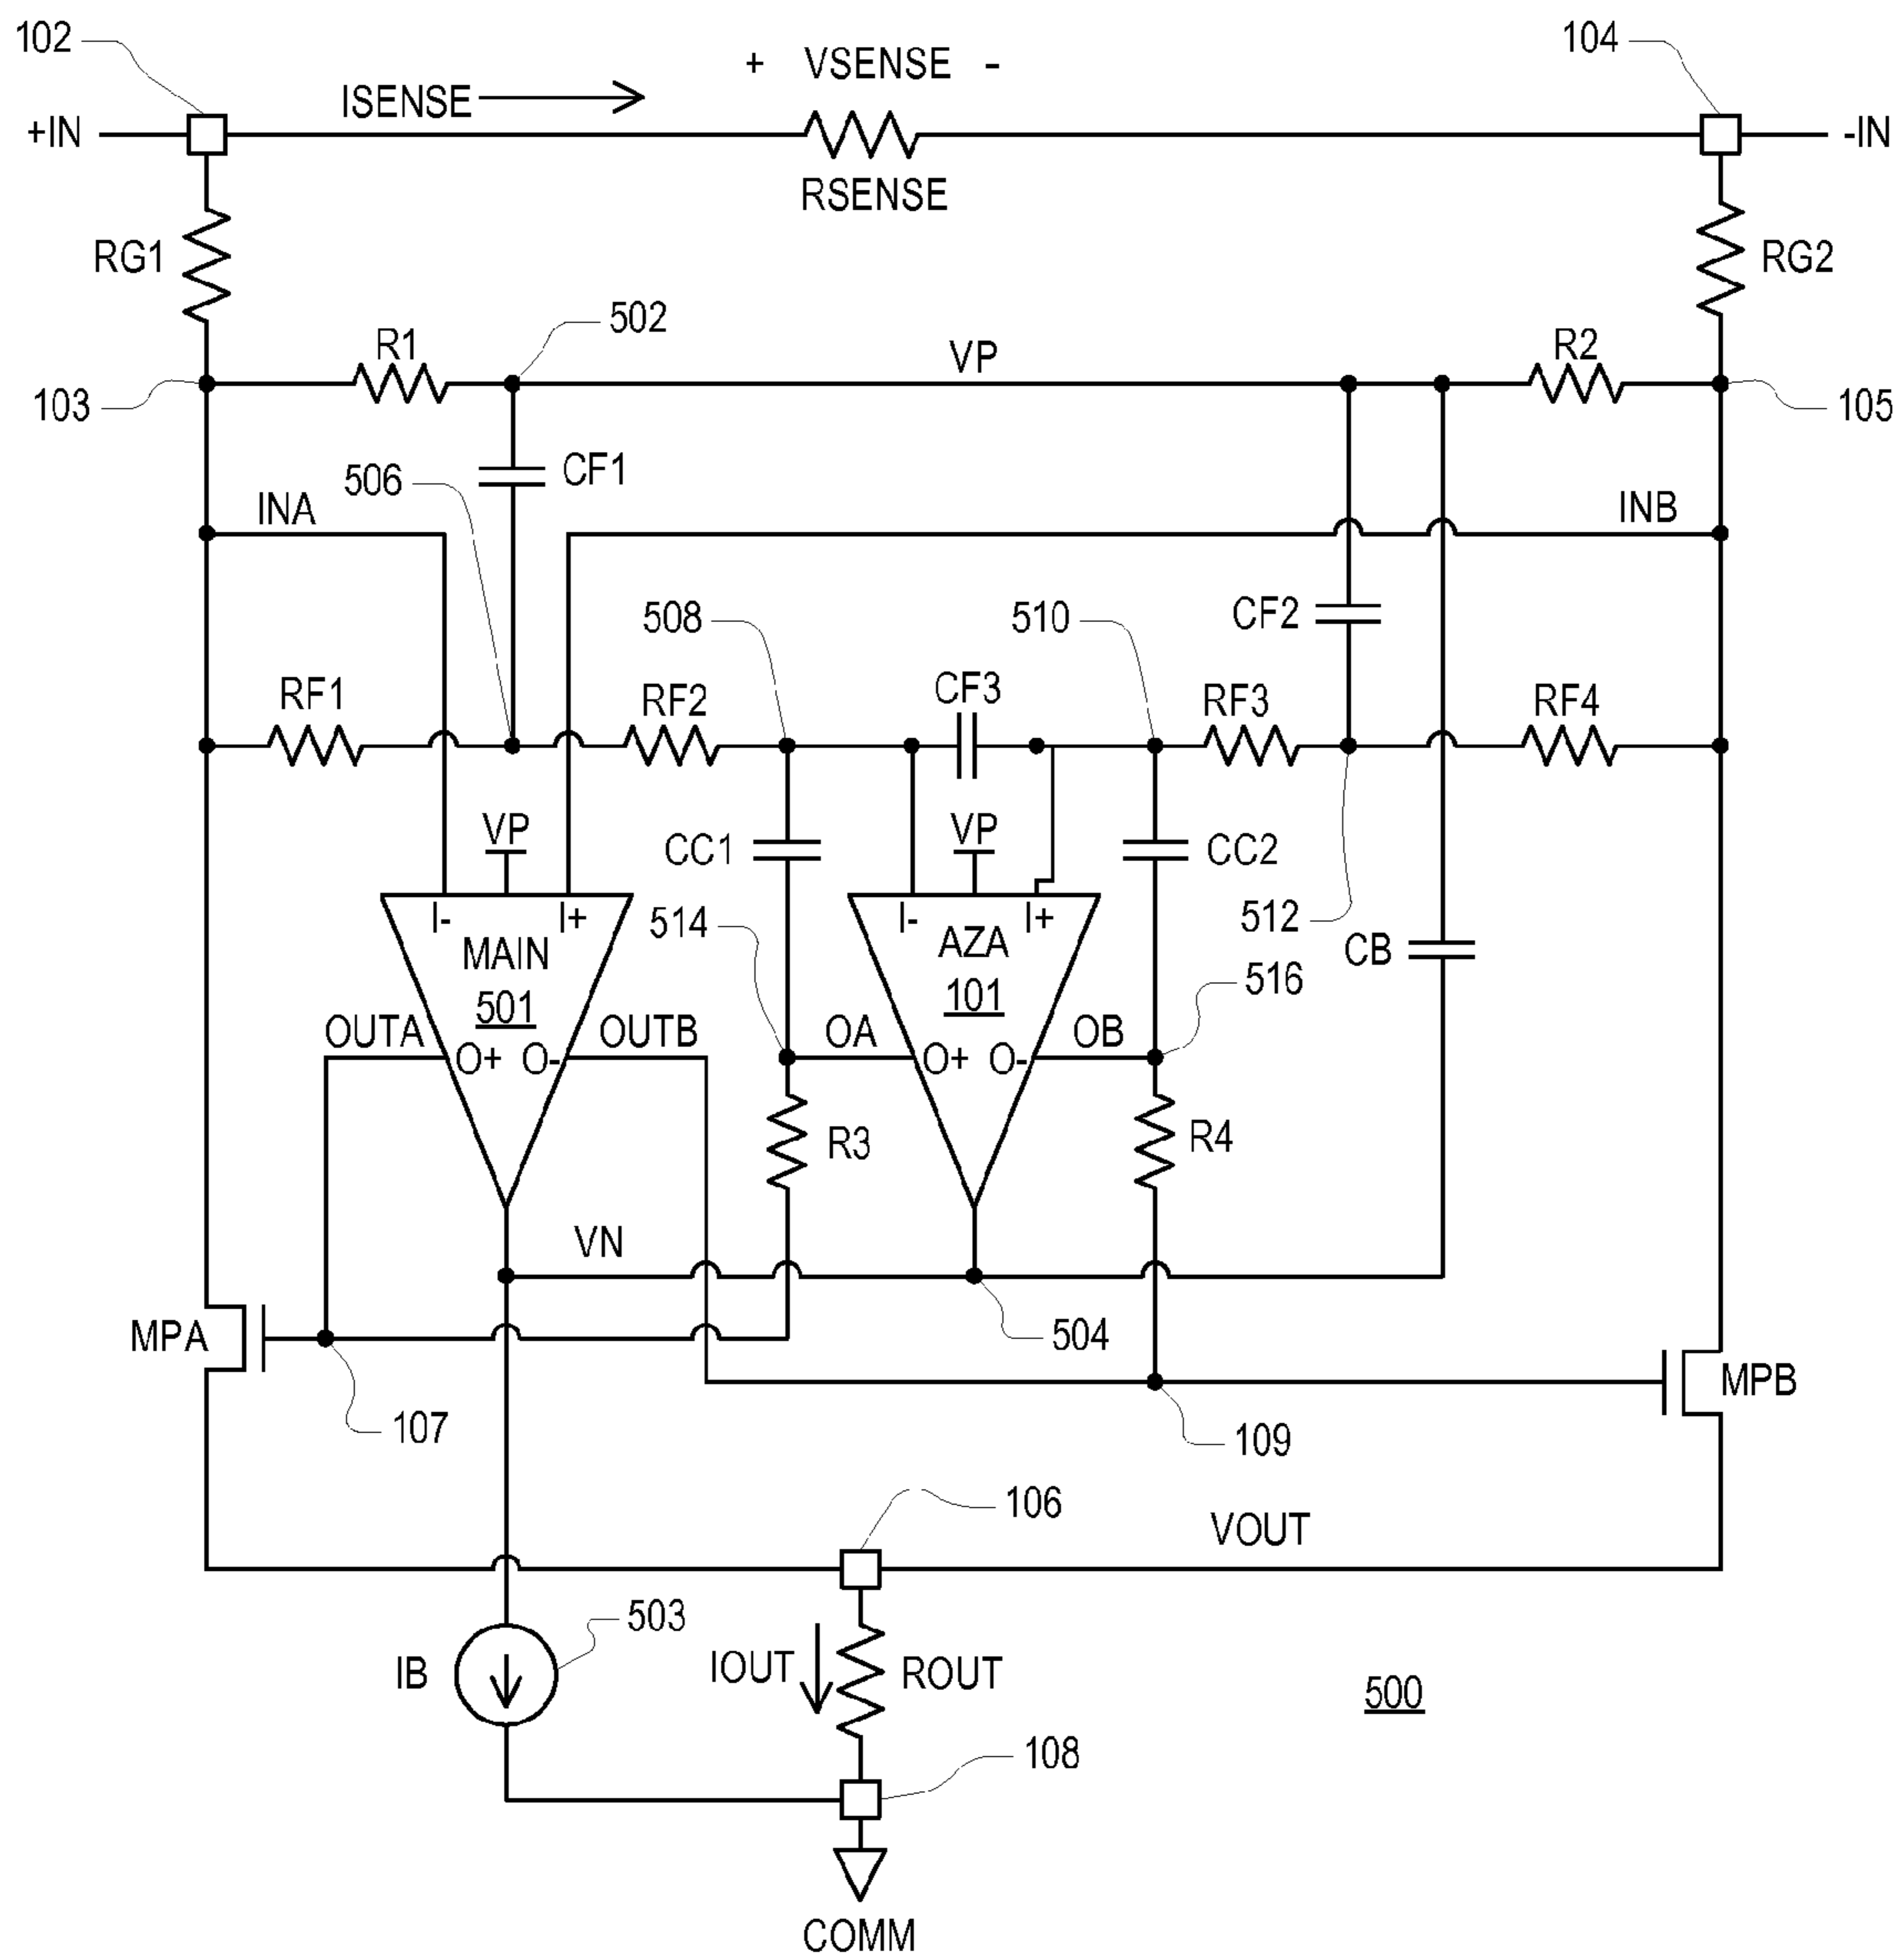 102
104
+ VSENSE -
ISENSE
+IN
-IN
RSENSE
RG1
RG2
502
R1
VP
R2
103
105
CF1
506
INA
INB
508
510
CF2
RF1
RF2
CF3
RF3
RF4
VP
VP
CC1
CC2
I-
I+
I-
I+
512
514
MAIN
AZA
CB
516
501
101
OUTA
OUTB
OA
OB
O+
O-
O+
O-
R3
R4
VN
MPA
504
MPB
107
109
106
VOUT
503
IB
IOUT
ROUT
500
108
COMM